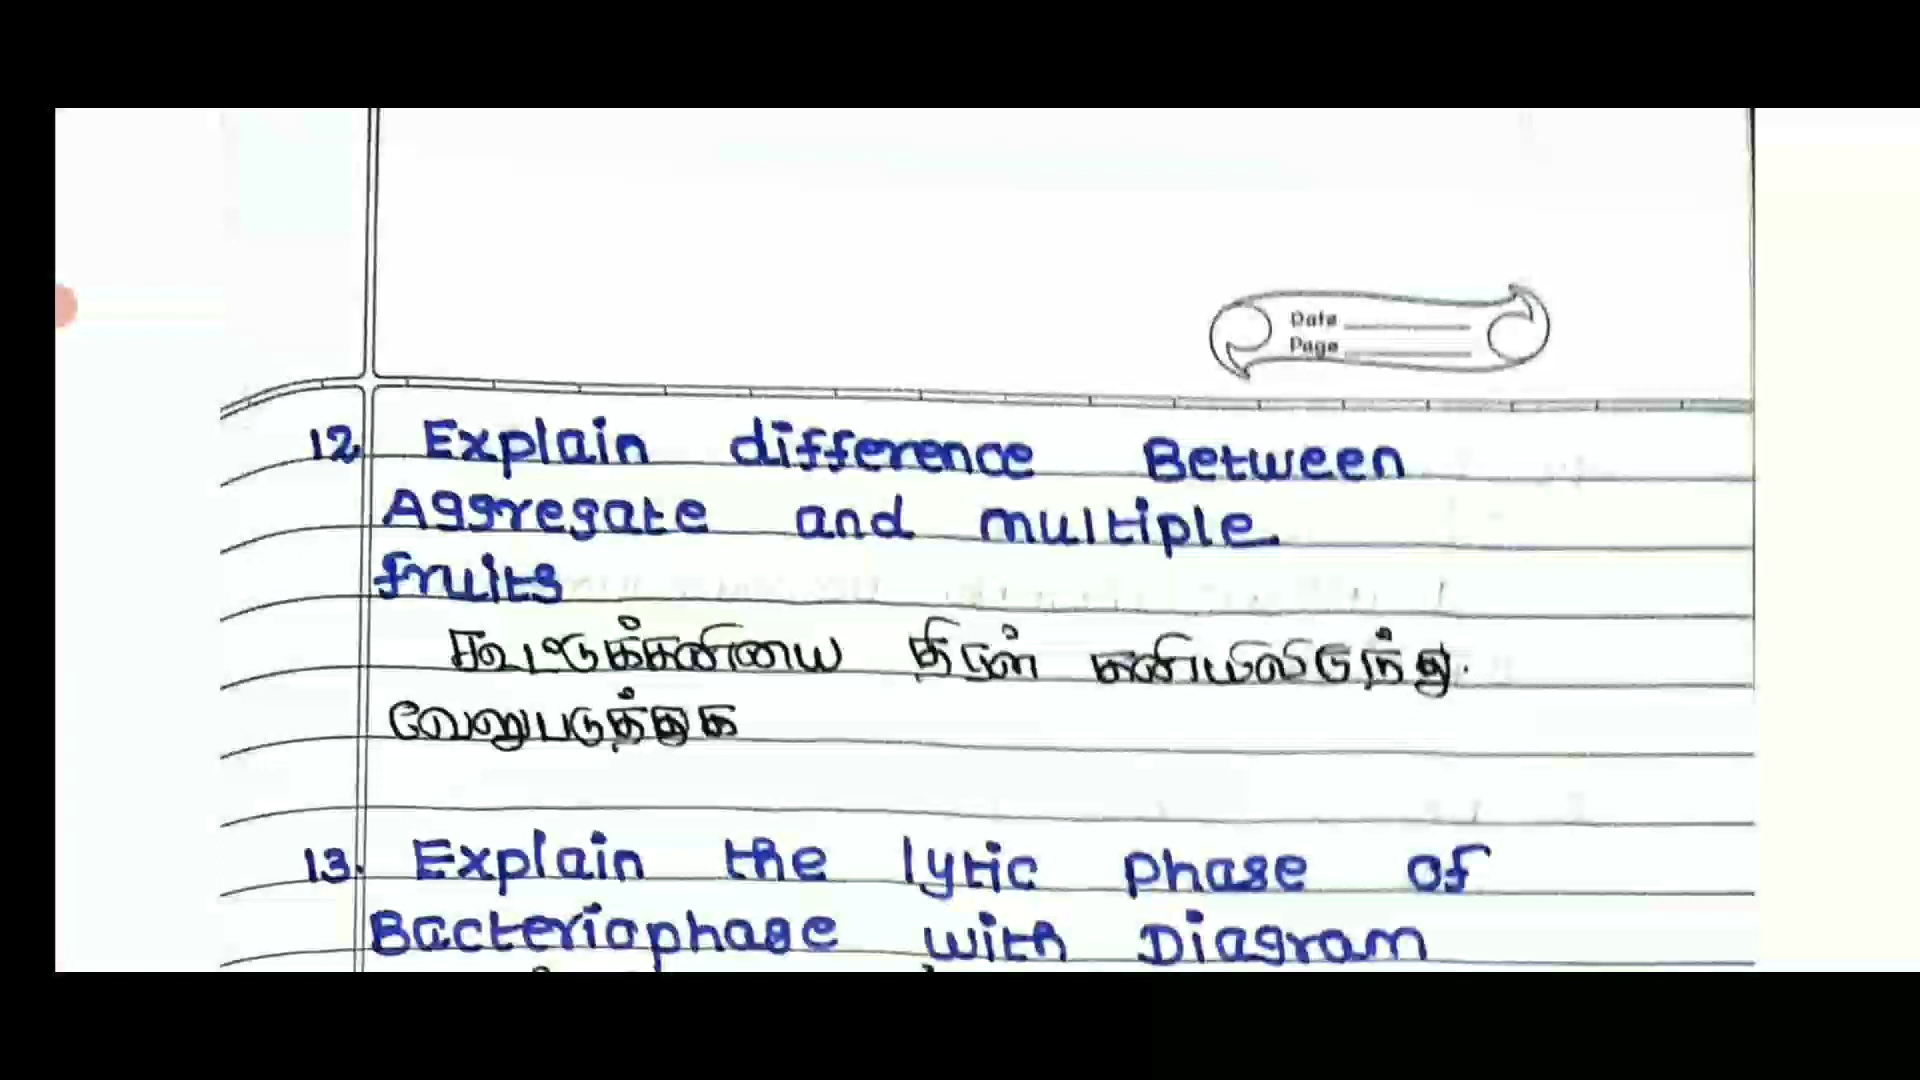 Date
Page
12. Explain difference Between
Aggregate and multiple
fruits
கூட்டுக்கனியை திரள் கனியிலிருந்து.
வேறுபடுத்துக
13. Explain the lytic phase of
Bacteriophage with Diagram